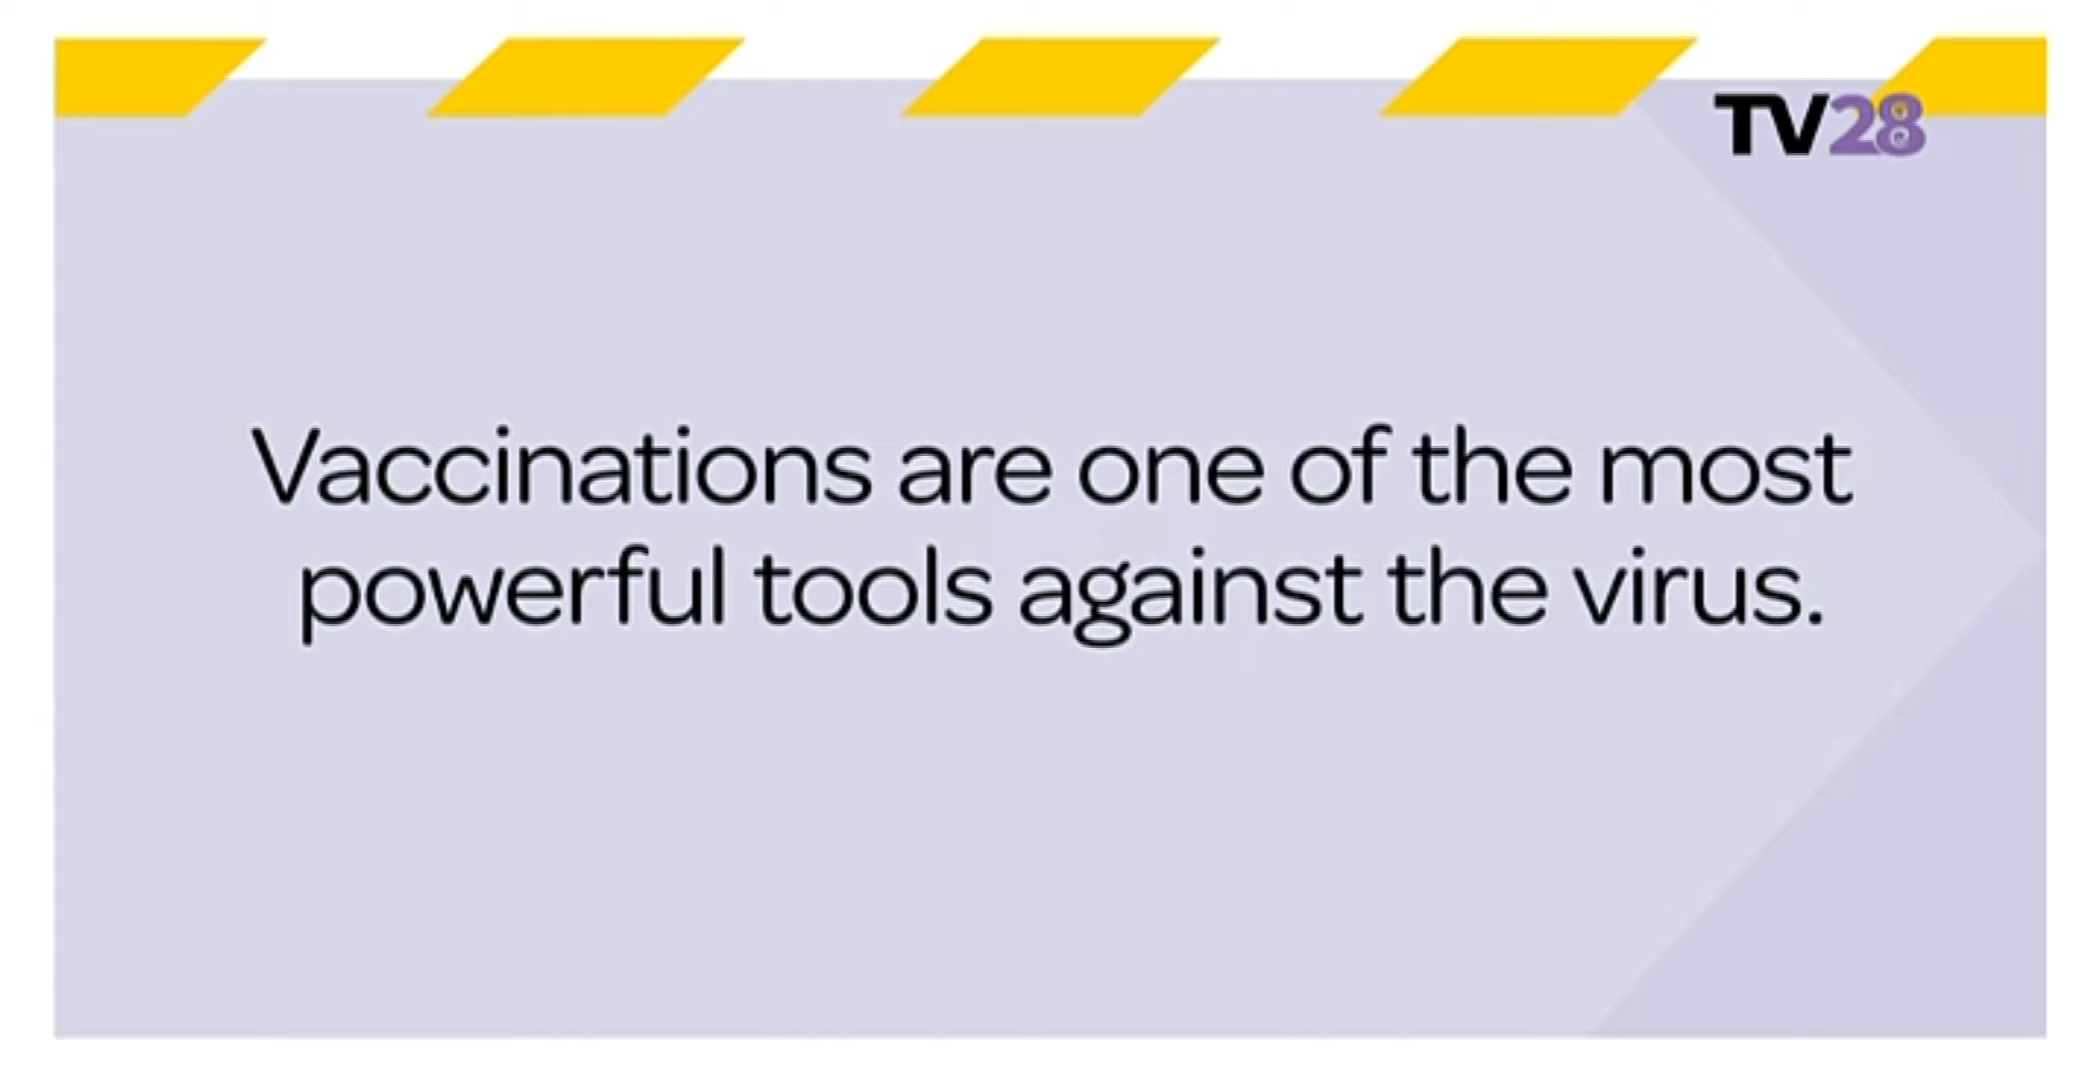 TV28
Vaccinations are one of the most
powerful tools against the virus.